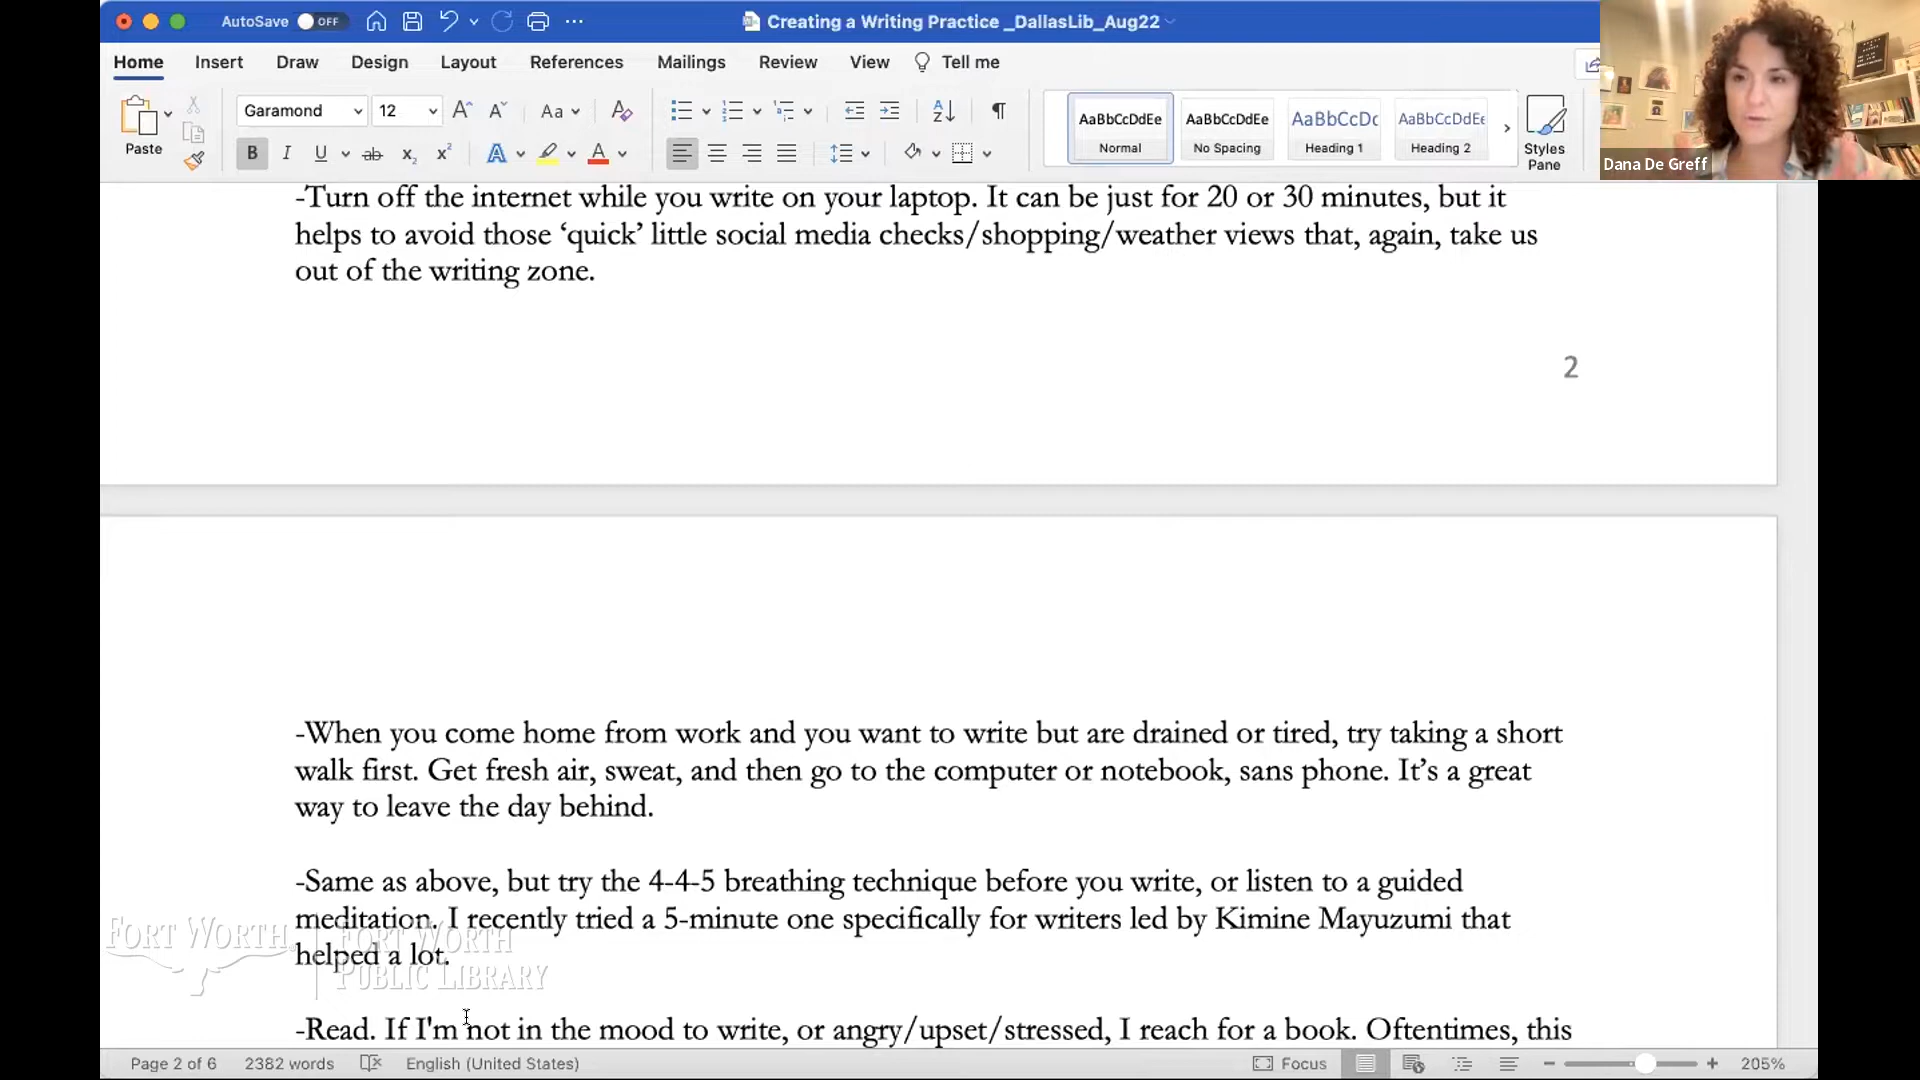 AutoSave OFF
Creating a Writing Practice _DallasLib_Aug22
Home Insert Draw Design Layout References Mailings Review View Tell me
Garamond 12
Paste
AaBbCcDdEe AaBbCcDdEe AaBbCcDc AaBbCcDdEe
Normal No Spacing Heading 1 Heading 2
Styles
Pane
Dana De Greff
-Turn off the internet while you write on your laptop. It can be just for 20 or 30 minutes, but it
helps to avoid those ‘quick’ little social media checks/shopping/weather views that, again, take us
out of the writing zone.
2
-When you come home from work and you want to write but are drained or tired, try taking a short
walk first. Get fresh air, sweat, and then go to the computer or notebook, sans phone. It’s a great
way to leave the day behind.
-Same as above, but try the 4-4-5 breathing technique before you write, or listen to a guided
meditation. I recently tried a 5-minute one specifically for writers led by Kimine Mayuzumi that
helped a lot.
FORT WORTH®
FORT WORTH
PUBLIC LIBRARY
-Read. If I'm not in the mood to write, or angry/upset/stressed, I reach for a book. Oftentimes, this
Page 2 of 6 2382 words English (United States) Focus 205%